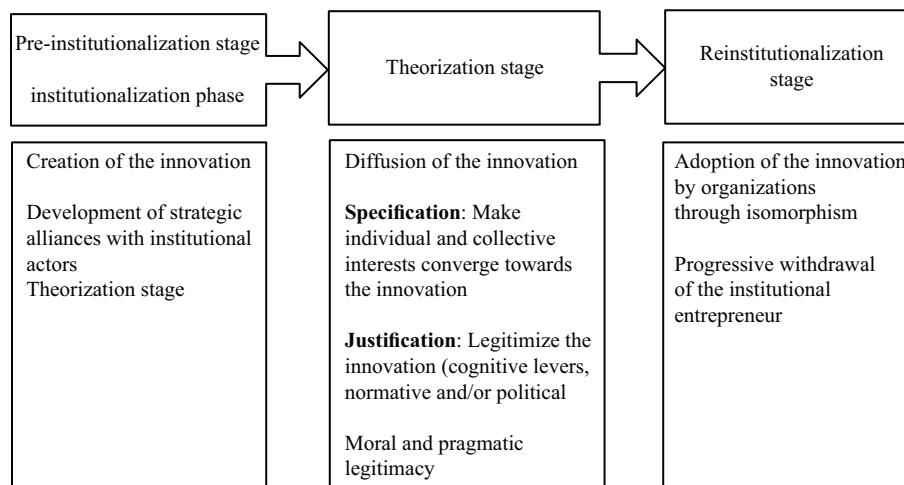 Pre-institutionalization stage
institutionalization phase
Theorization stage
Reinstitutionalization
stage
Creation of the innovation
Development of strategic
alliances with institutional
actors
Theorization stage
Diffusion of the innovation
Specification: Make
individual and collective
interests converge towards
the innovation
Justification: Legitimize the
innovation (cognitive levers,
normative and/or political
Moral and pragmatic
legitimacy
Adoption of the innovation
by organizations
through isomorphism
Progressive withdrawal
of the institutional
entrepreneur